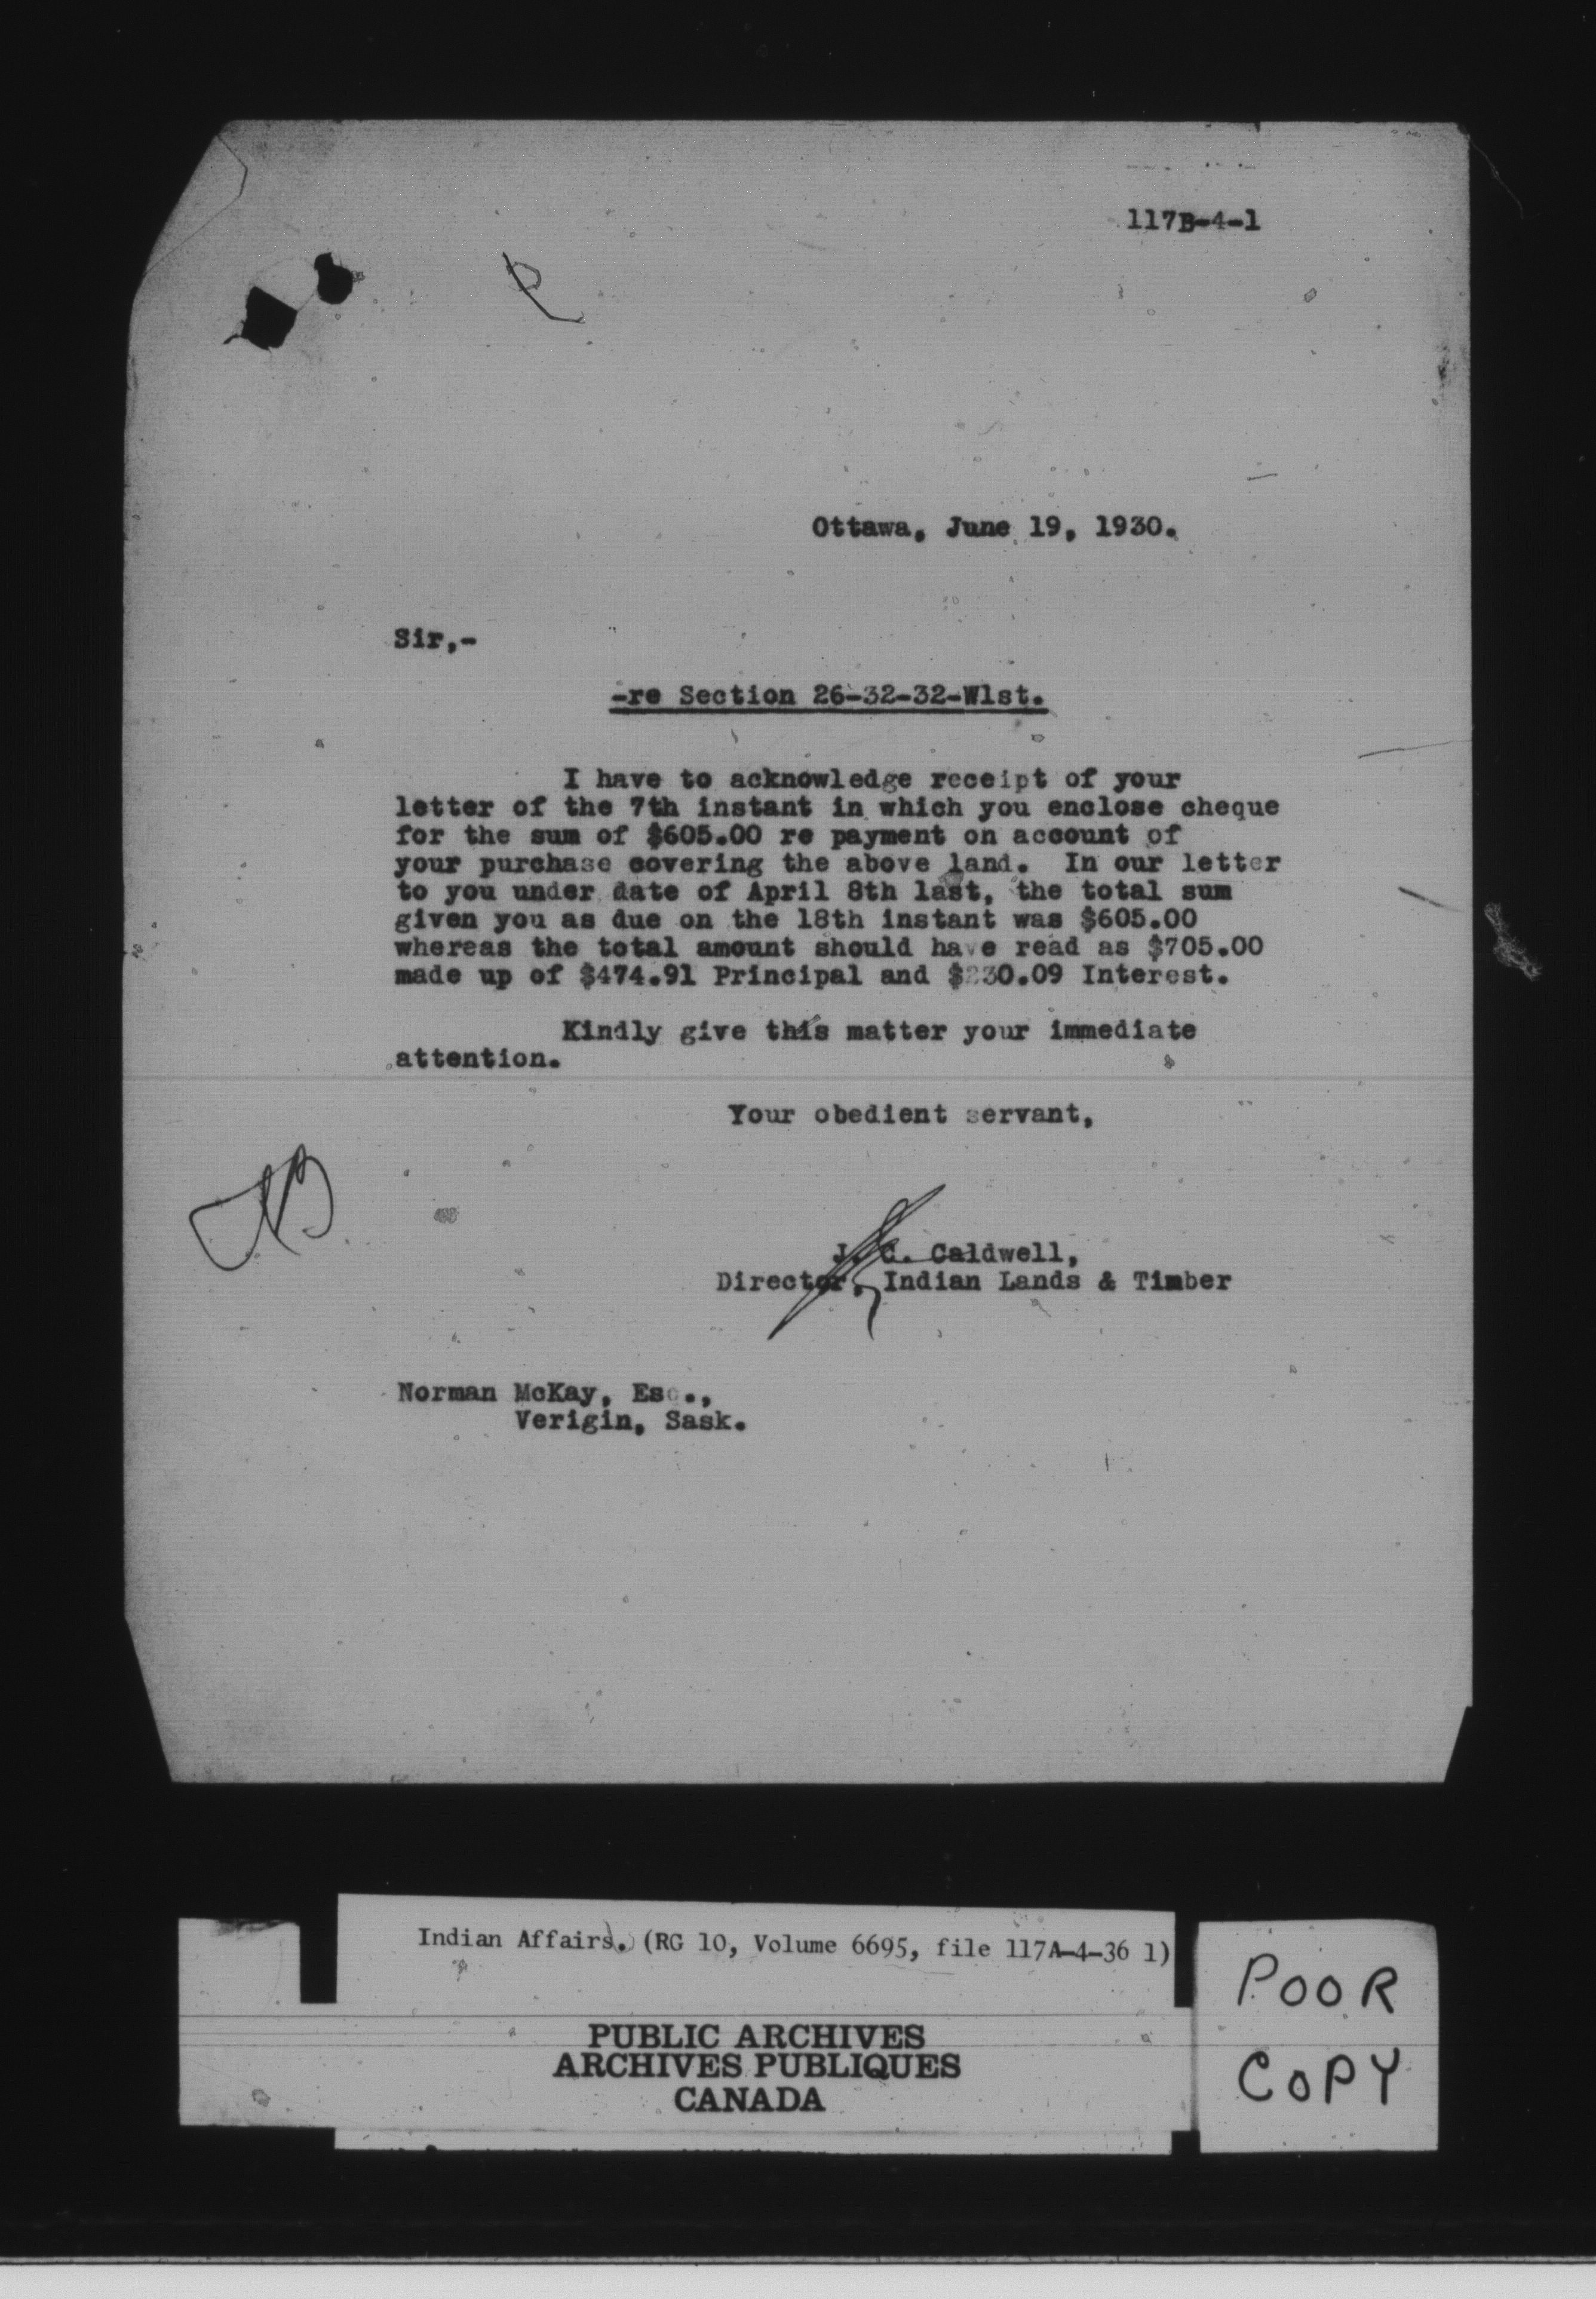 117B-4-1
Ottawa, June 19, 1930.
Sir,-
-re Section 26-32-32-W1st.
I have to acknowledge receipt of your
letter of the 7th instant in which you enclose cheque
for the sum of $605.00 re payment on account of
your purchase covering the above land. In our letter
to you under date of April 8th last, the total sum
given you as due on the 18th instant was $605.00
whereas the total amount should have read as $705.00
made up of $474.91 Principal and $230.09 Interest.
Kindly give this matter your immediate
attention.
Your obedient servant,
J. C. Caldwell,
Director, Indian Lands & Timber
Norman McKay, Esq.,
Verigin, Sask.
Indian Affairs. (RG 10, Volume 6695, file 117A-4-36 1)
PUBLIC ARCHIVES
ARCHIVES PUBLIQUES
CANADA
POOR
COPY